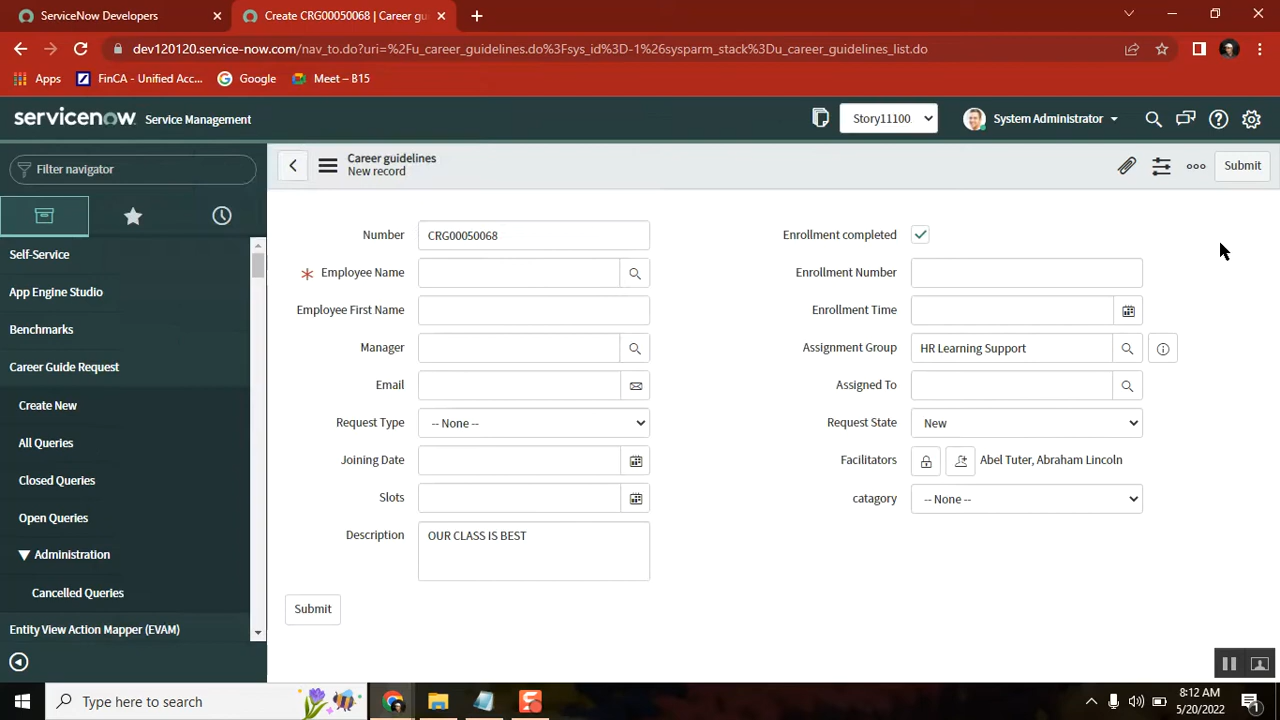 ServiceNow Developers
Create CRG00050068 | Career gu
dev120120.service-now.com/nav_to.do?uri=%2Fu_career_guidelines.do%3Fsys_id%3D-1%26sysparm_stack%3Du_career_guidelines_list.do
Apps FinCA - Unified Acc... Google Meet – B15
servicenow Service Management
Story11100
System Administrator
Filter navigator
Self-Service
App Engine Studio
Benchmarks
Career Guide Request
Create New
All Queries
Closed Queries
Open Queries
Administration
Cancelled Queries
Entity View Action Mapper (EVAM)
Career guidelines
New record
Submit
Number CRG00050068
Employee Name
Employee First Name
Manager
Email
Request Type -- None --
Joining Date
Slots
Description OUR CLASS IS BEST
Enrollment completed
Enrollment Number
Enrollment Time
Assignment Group HR Learning Support
Assigned To
Request State New
Facilitators Abel Tuter, Abraham Lincoln
catagory -- None --
Submit
Type here to search
8:12 AM
5/20/2022
1